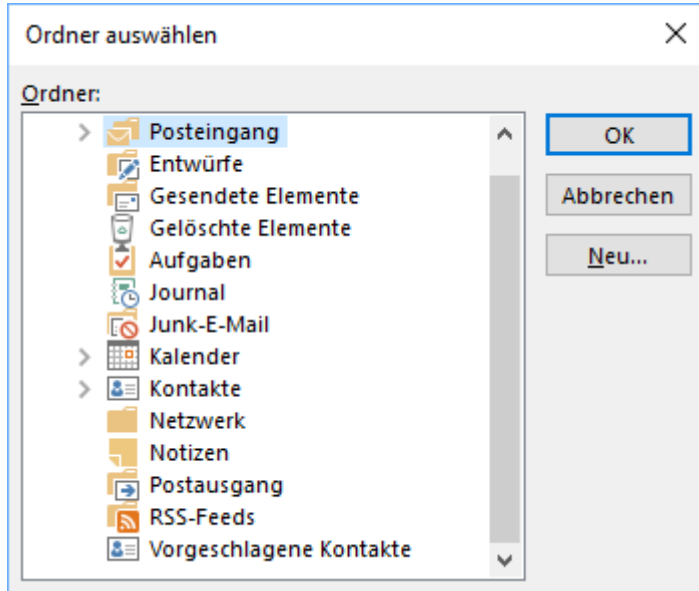 Ordner auswählen
Ordner:
Posteingang
Entwürfe
Gesendete Elemente
Gelöschte Elemente
Aufgaben
Journal
Junk-E-Mail
Kalender
Kontakte
Netzwerk
Notizen
Postausgang
RSS-Feeds
Vorgeschlagene Kontakte
OK
Abbrechen
Neu...